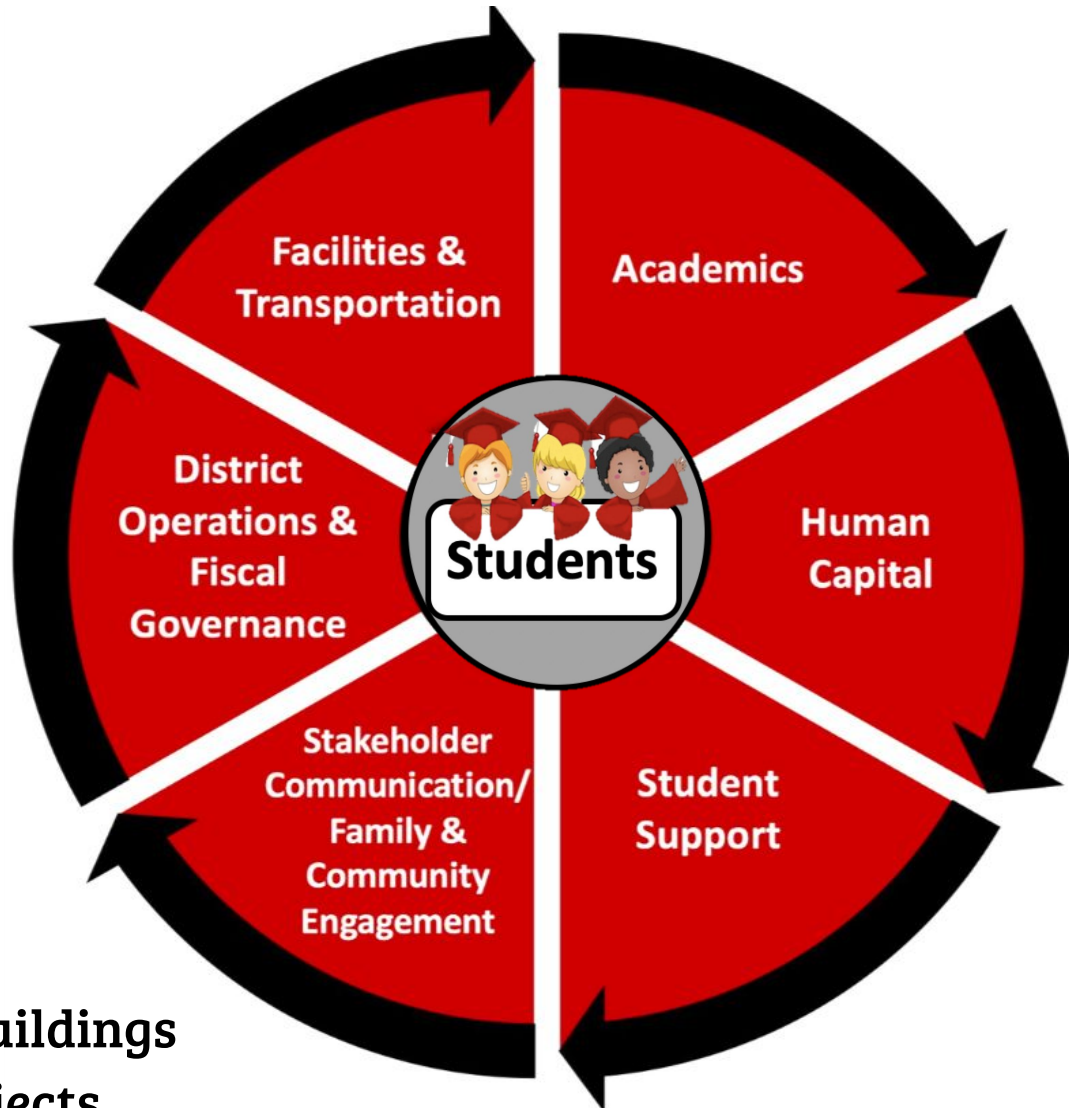 Facilities &
Transportation
Academics
Human
Capital
Student
Support
Stakeholder
Communication/
Family &
Community
Engagement
District
Operations &
Fiscal
Governance
Students